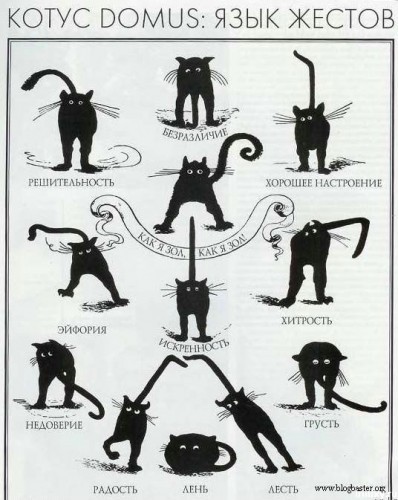 КОТУС DOMUS: ЯЗЫК ЖЕСТОВ
БЕЗРАЗЛИЧИЕ
РЕШИТЕЛЬНОСТЬ
ХОРОШЕЕ НАСТРОЕНИЕ
КАК Я ЗОЛ, КАК Я ЗОЛ!
ЭЙФОРИЯ
ХИТРОСТЬ
ИСКРЕННОСТЬ
НЕДОВЕРИЕ
ГРУСТЬ
РАДОСТЬ
ЛЕНЬ
ЛЕСТЬ
www.blogbaster.org